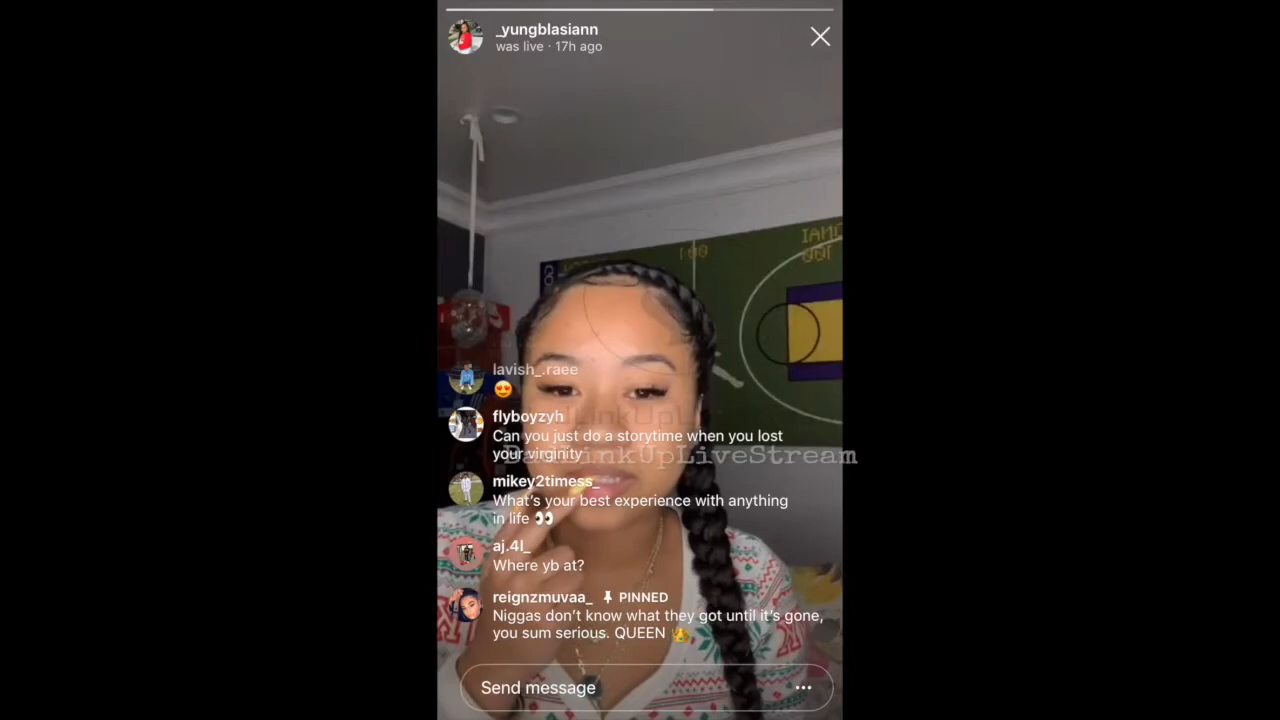 _yungblasiann
was live · 17h ago
100
lavish_.raee
😍
flyboyzyh
Can you just do a storytime when you lost
your virginity
DatLinkUpLiveStream
mikey2timess_
What's your best experience with anything
in life 👀
aj.4l_
Where yb at?
reignzmuvaa_ PINNED
Niggas don't know what they got until it's gone,
you sum serious. QUEEN 👑
Send message